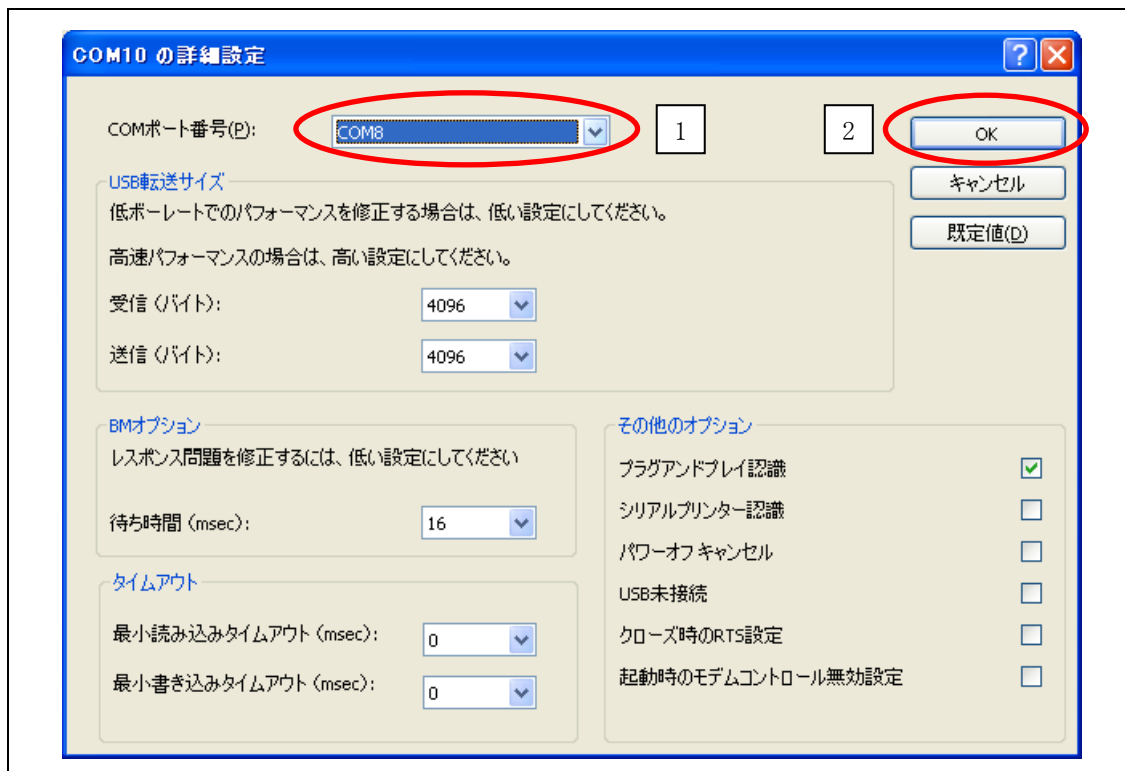 COM10 の詳細設定
COMポート番号(P):
COM8
1
2
OK
キャンセル
既定値(D)
USB転送サイズ
低ボーレートでのパフォーマンスを修正する場合は、低い設定にしてください。
高速パフォーマンスの場合は、高い設定にしてください。
受信 (バイト):
4096
送信 (バイト):
4096
BMオプション
レスポンス問題を修正するには、低い設定にしてください
待ち時間 (msec):
16
タイムアウト
最小読み込みタイムアウト (msec):
0
最小書き込みタイムアウト (msec):
0
その他のオプション
プラグアンドプレイ認識
シリアルプリンター認識
パワーオフ キャンセル
USB未接続
クローズ時のRTS設定
起動時のモデムコントロール無効設定